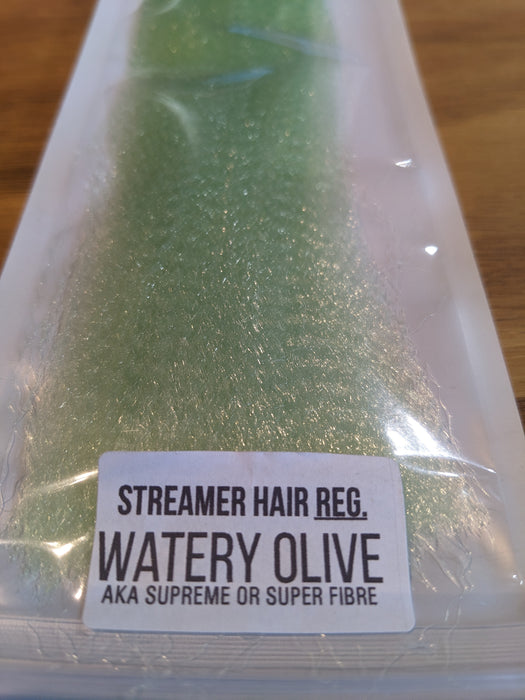 STREAMER HAIR REG.
WATERY OLIVE
AKA SUPREME OR SUPER FIBRE